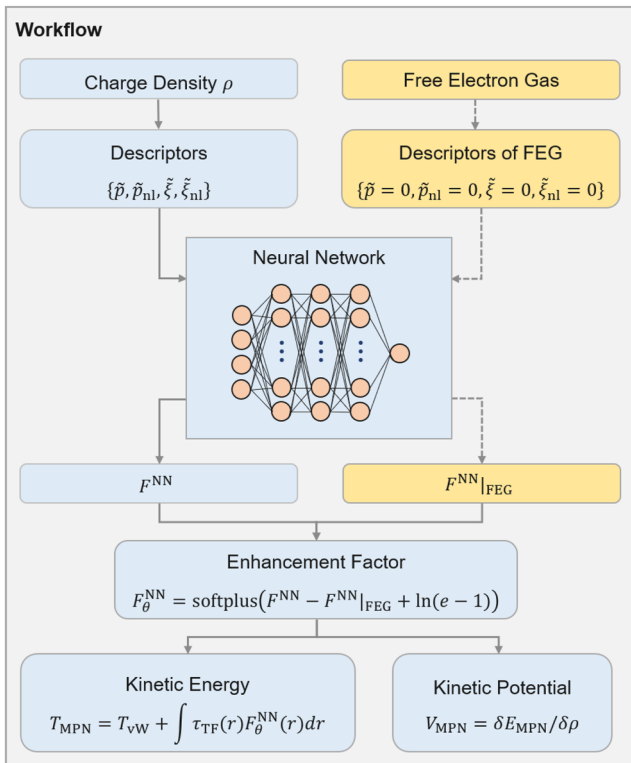 Workflow
Charge Density ρ
Free Electron Gas
Descriptors
{p̃, p̃nl, ξ̃, ξ̃nl}
Descriptors of FEG
{p̃ = 0, p̃nl = 0, ξ̃ = 0, ξ̃nl = 0}
Neural Network
F^NN
F^NN|FEG
Enhancement Factor
F_θ^NN = softplus(F^NN − F^NN|FEG + ln(e − 1))
Kinetic Energy
T_MPN = T_vW + ∫ τ_TF(r)F_θ^NN(r)dr
Kinetic Potential
V_MPN = δE_MPN/δρ